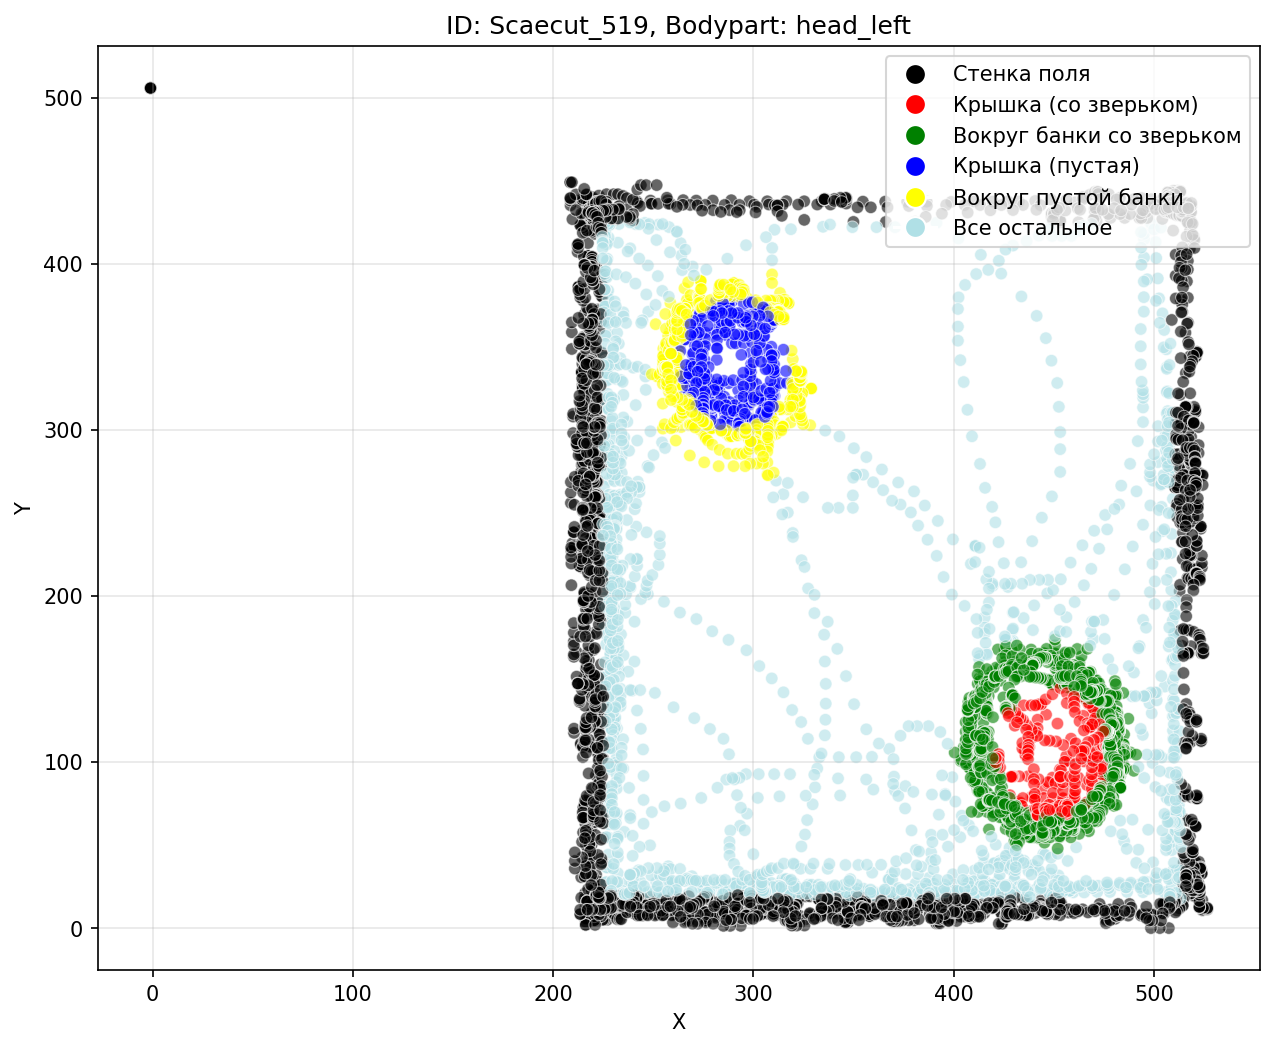 ID: Scaecut_519, Bodypart: head_left
Стенка поля
Крышка (со зверьком)
Вокруг банки со зверьком
Крышка (пустая)
Вокруг пустой банки
Все остальное
500
400
300
200
100
0
Y
0 100 200 300 400 500
X